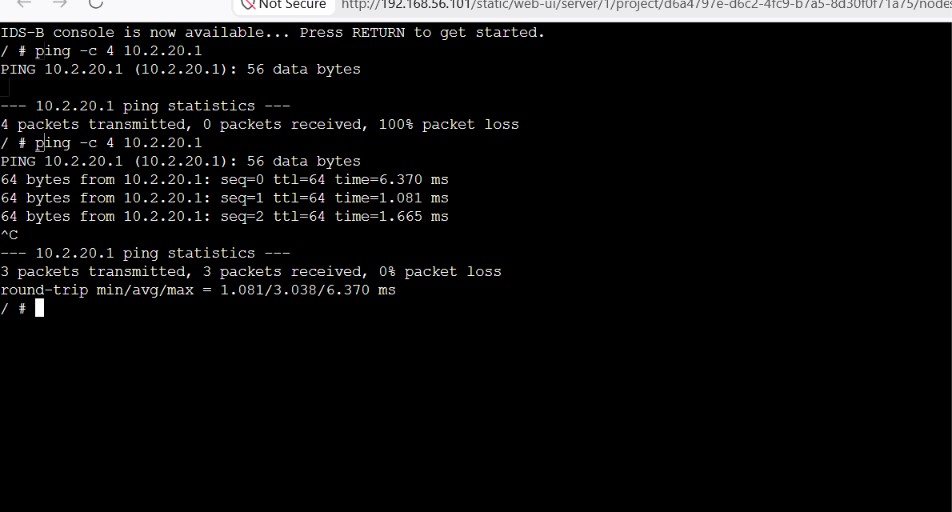 Not Secure http://192.168.56.101/static/web-ui/server/1/project/d6a4797e-d6c2-4fc9-b7a5-8d30f0f71a75/nodes
IDS-B console is now available... Press RETURN to get started.
/ # ping -c 4 10.2.20.1
PING 10.2.20.1 (10.2.20.1): 56 data bytes
--- 10.2.20.1 ping statistics ---
4 packets transmitted, 0 packets received, 100% packet loss
/ # ping -c 4 10.2.20.1
PING 10.2.20.1 (10.2.20.1): 56 data bytes
64 bytes from 10.2.20.1: seq=0 ttl=64 time=6.370 ms
64 bytes from 10.2.20.1: seq=1 ttl=64 time=1.081 ms
64 bytes from 10.2.20.1: seq=2 ttl=64 time=1.665 ms
^C
--- 10.2.20.1 ping statistics ---
3 packets transmitted, 3 packets received, 0% packet loss
round-trip min/avg/max = 1.081/3.038/6.370 ms
/ #